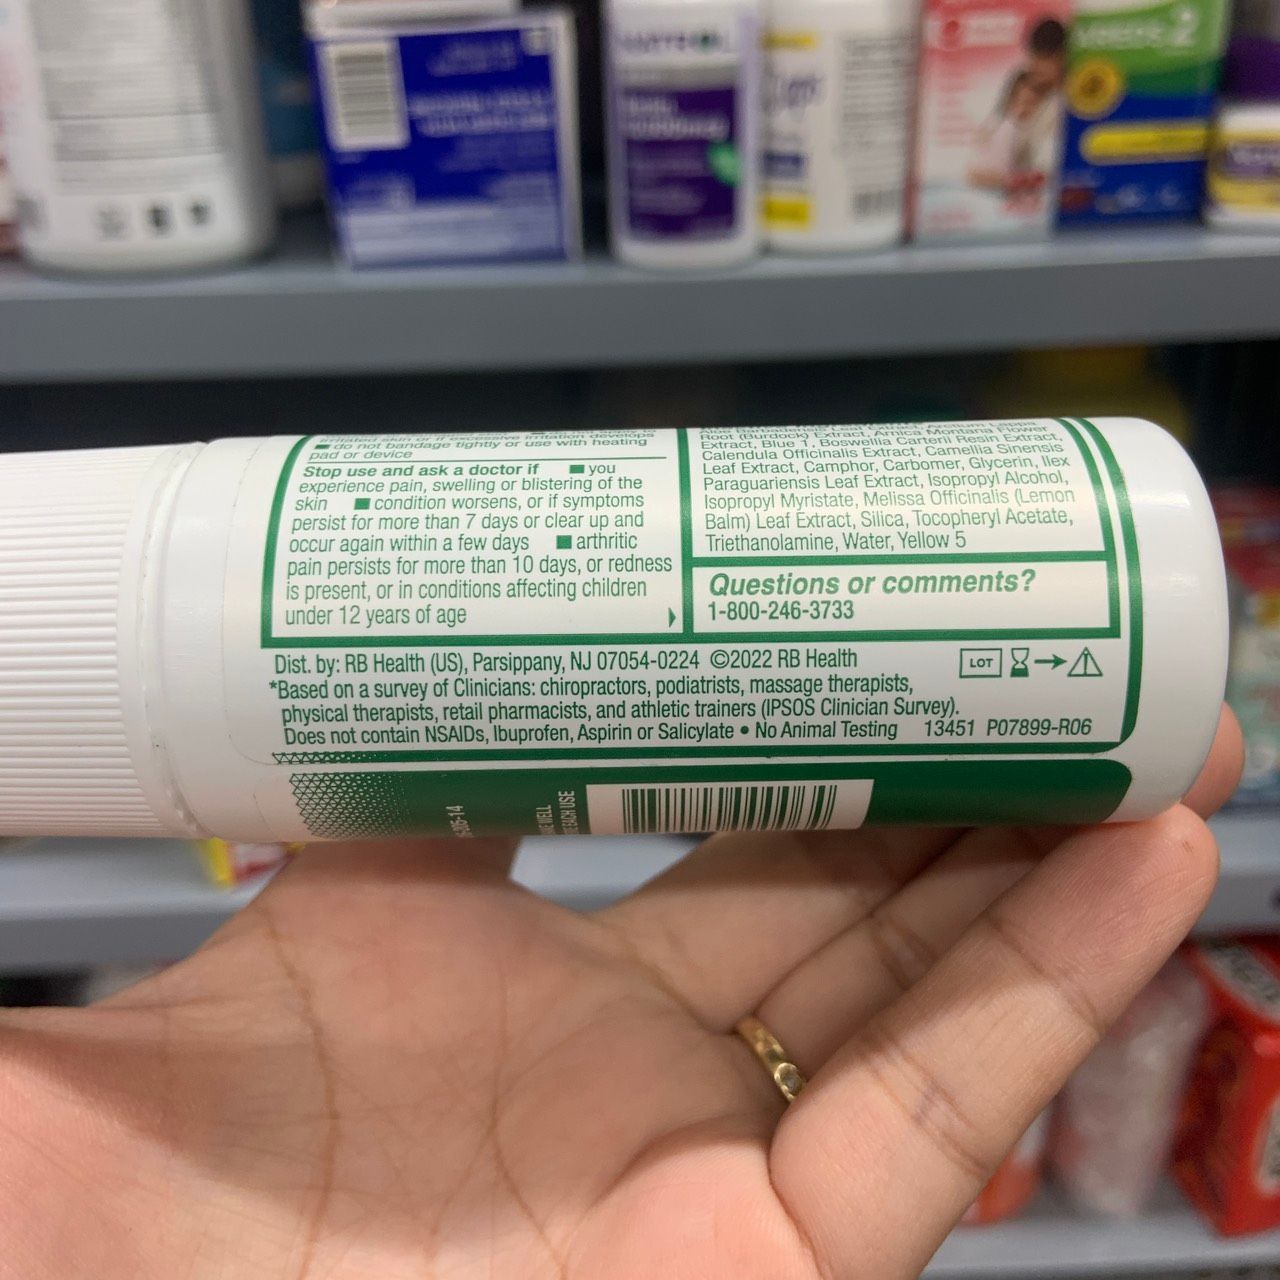 irritated skin or if excessive irritation develops
■ do not bandage tightly or use with heating
pad or device
Stop use and ask a doctor if ■ you
experience pain, swelling or blistering of the
skin ■ condition worsens, or if symptoms
persist for more than 7 days or clear up and
occur again within a few days ■ arthritic
pain persists for more than 10 days, or redness
is present, or in conditions affecting children
under 12 years of age
Root (Burdock) Extract, Arnica Montana Flower
Extract, Blue 1, Boswellia Carterii Resin Extract,
Calendula Officinalis Extract, Camellia Sinensis
Leaf Extract, Camphor, Carbomer, Glycerin, Ilex
Paraguariensis Leaf Extract, Isopropyl Alcohol,
Isopropyl Myristate, Melissa Officinalis (Lemon
Balm) Leaf Extract, Silica, Tocopheryl Acetate,
Triethanolamine, Water, Yellow 5
Questions or comments?
1-800-246-3733
Dist. by: RB Health (US), Parsippany, NJ 07054-0224 ©2022 RB Health
LOT
*Based on a survey of Clinicians: chiropractors, podiatrists, massage therapists,
physical therapists, retail pharmacists, and athletic trainers (IPSOS Clinician Survey).
Does not contain NSAIDs, Ibuprofen, Aspirin or Salicylate • No Animal Testing 13451 P07899-R06
WELL
EACH USE